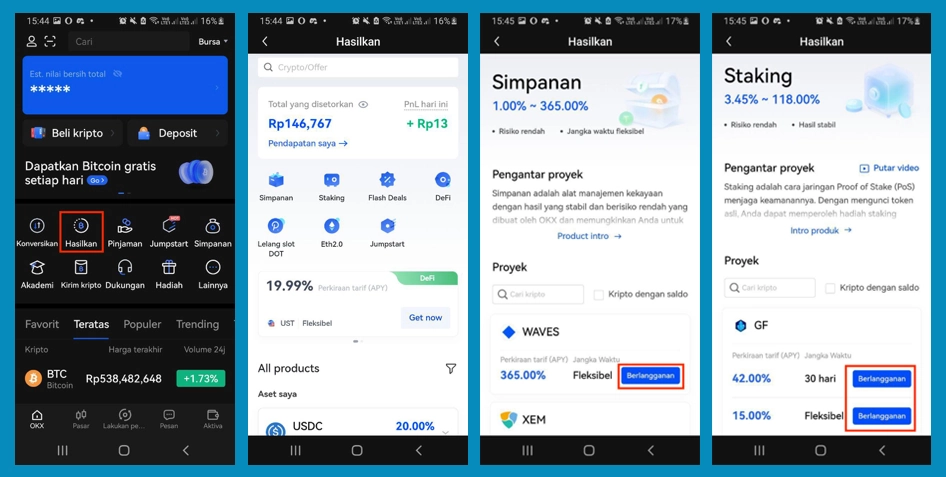 15:44 16%
Cari
Bursa
Est. nilai bersih total
*****
Beli kripto
Deposit
Dapatkan Bitcoin gratis
setiap hari Go >
Konversikan Hasilkan Pinjaman Jumpstart Simpanan
Akademi Kirim kripto Dukungan Hadiah Lainnya
Favorit Teratas Populer Trending
Kripto Harga terakhir Volume 24j
BTC
Bitcoin
Rp538,482,648
+1.73%
OKX Pasar Lakukan pe... Pesan Aktiva
15:44 16%
Hasilkan
Crypto/Offer
Total yang disetorkan PnL hari ini
Rp146,767 + Rp13
Pendapatan saya →
Simpanan Staking Flash Deals DeFi
Lelang slot
DOT
Eth2.0 Jumpstart
DeFi
19.99% Perkiraan tarif (APY)
UST Fleksibel
Get now
All products
Aset saya
USDC 20.00%
15:45 17%
Hasilkan
Simpanan
1.00% ~ 365.00%
• Risiko rendah • Jangka waktu fleksibel
Pengantar proyek
Simpanan adalah alat manajemen kekayaan
dengan hasil yang stabil dan berisiko rendah yang
dibuat oleh OKX dan memungkinkan Anda untuk
Product intro →
Proyek
Cari kripto
Kripto dengan saldo
WAVES
Perkiraan tarif (APY) Jangka Waktu
365.00% Fleksibel Berlangganan
XEM
15:45 17%
Hasilkan
Staking
3.45% ~ 118.00%
• Risiko rendah • Hasil stabil
Pengantar proyek Putar video
Staking adalah cara jaringan Proof of Stake (PoS)
menjaga keamanannya. Dengan mengunci token
asli, Anda dapat memperoleh hadiah staking
Intro produk →
Proyek
Cari kripto
Kripto dengan saldo
GF
Perkiraan tarif (APY) Jangka Waktu
42.00% 30 hari Berlangganan
15.00% Fleksibel Berlangganan